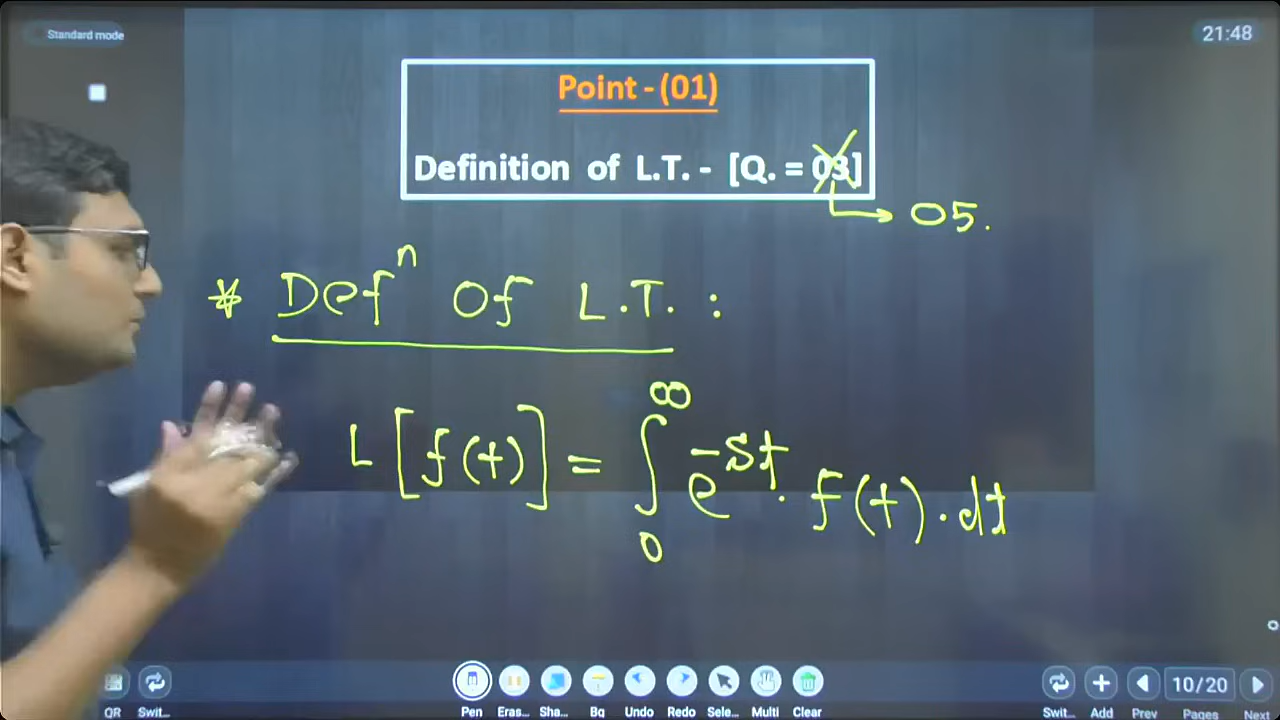 Standard mode
21:48
Point - (01)
Definition of L.T. - [Q. = 03]
→ 05.
* Defⁿ Of L.T. :
L [f(t)] = ∫₀^∞ e^-st . f(t) . dt
QR Swit... Pen Eras... Sha... Bg Undo Redo Sele... Multi Clear Swit... Add Prev 10/20 Pages Next